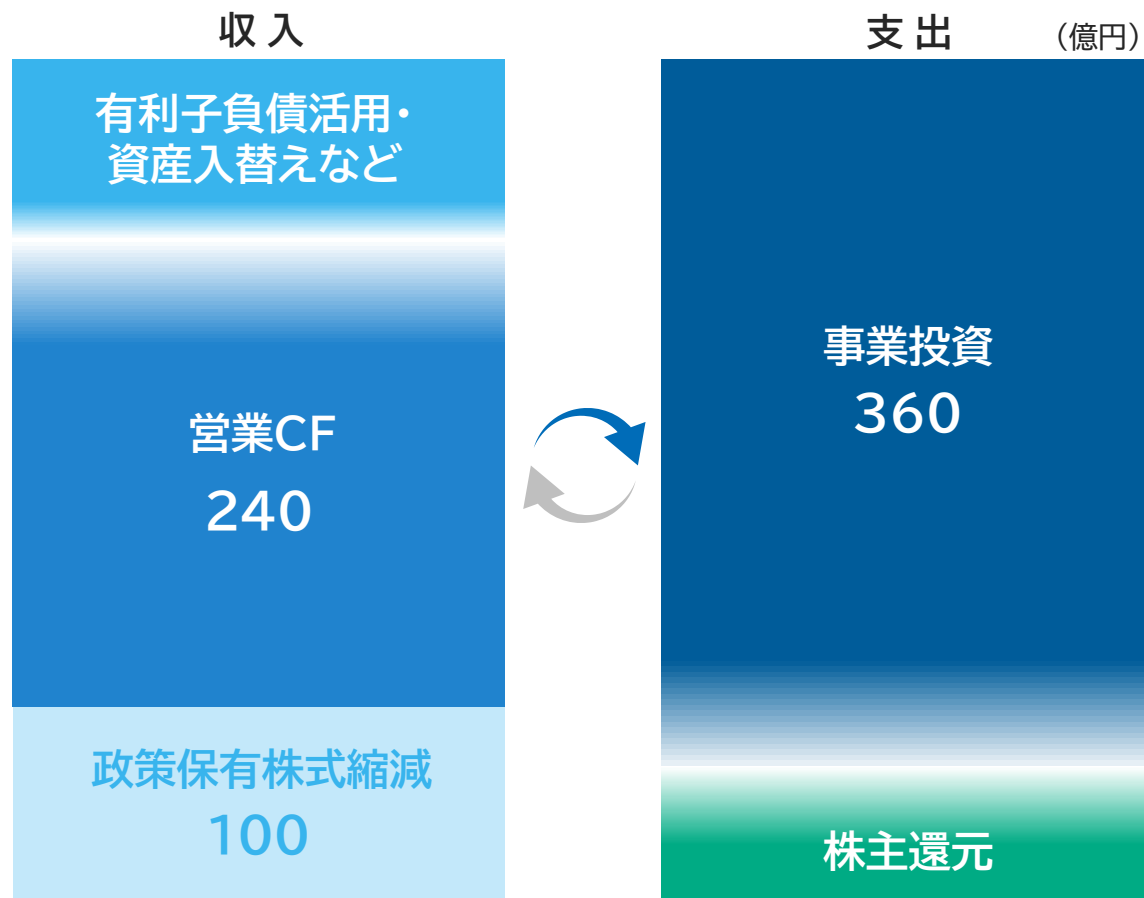 収 入
支 出
（億円）
有利子負債活用・
資産入替えなど
営業CF
240
政策保有株式縮減
100
事業投資
360
株主還元